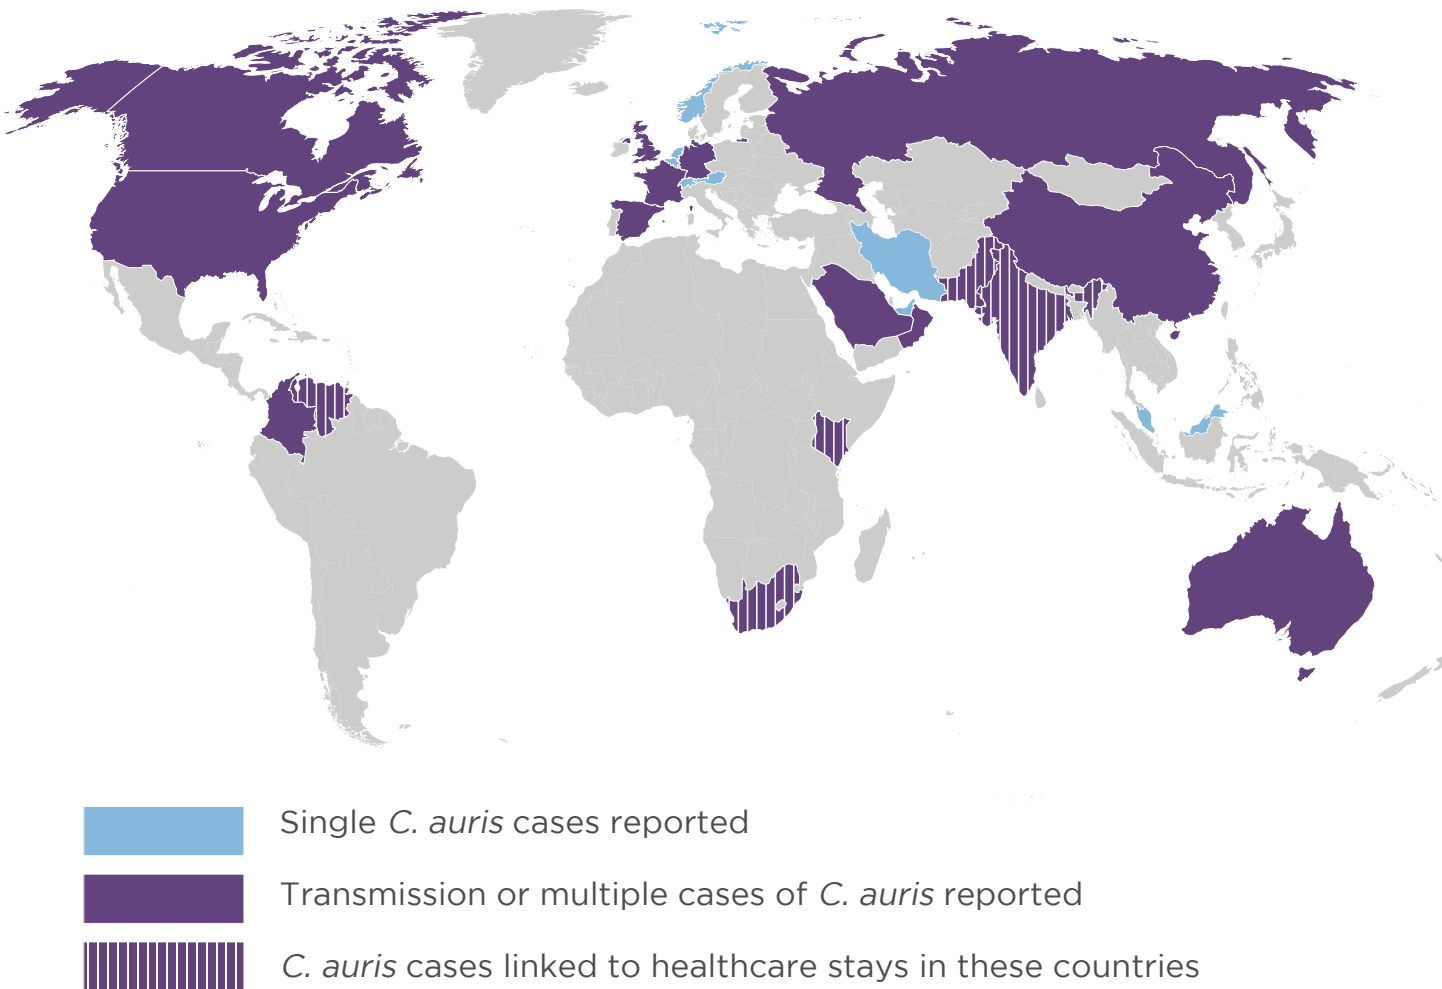 Single C. auris cases reported
Transmission or multiple cases of C. auris reported
C. auris cases linked to healthcare stays in these countries